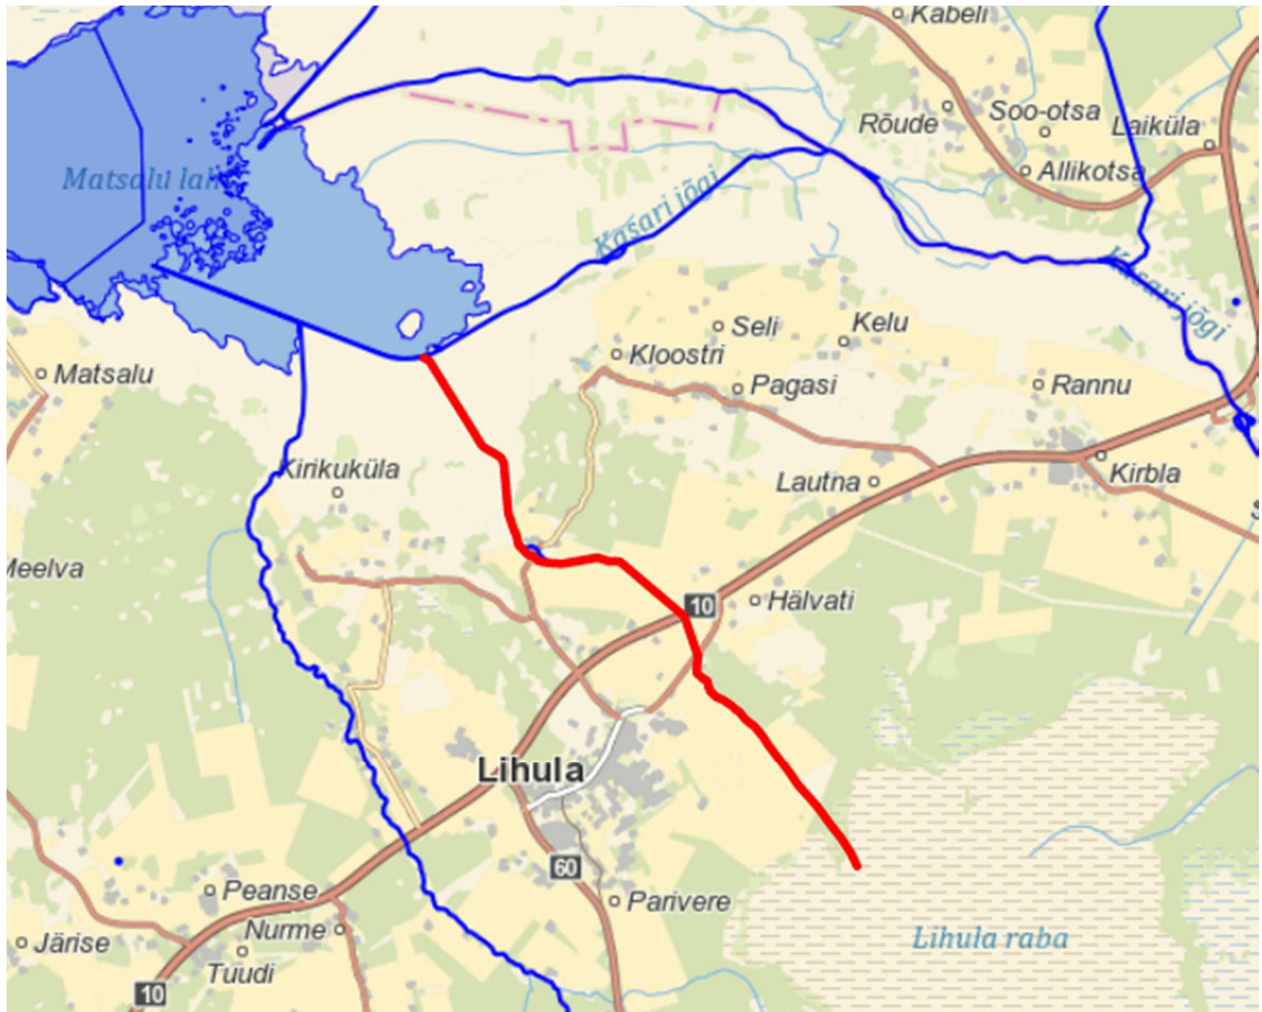 Kabeli
Soo-otsa
Rõude
Laiküla
Allikotsa
Matsalu laht
Kasari jõgi
Kasari jõgi
Seli
Kelu
Kloostri
Matsalu
Pagasi
Rannu
Kirikuküla
Lautna
Kirbla
Meelva
10
Hälvati
Lihula
60
Peanse
Parivere
Nurme
Järise
Lihula raba
Tuudi
10